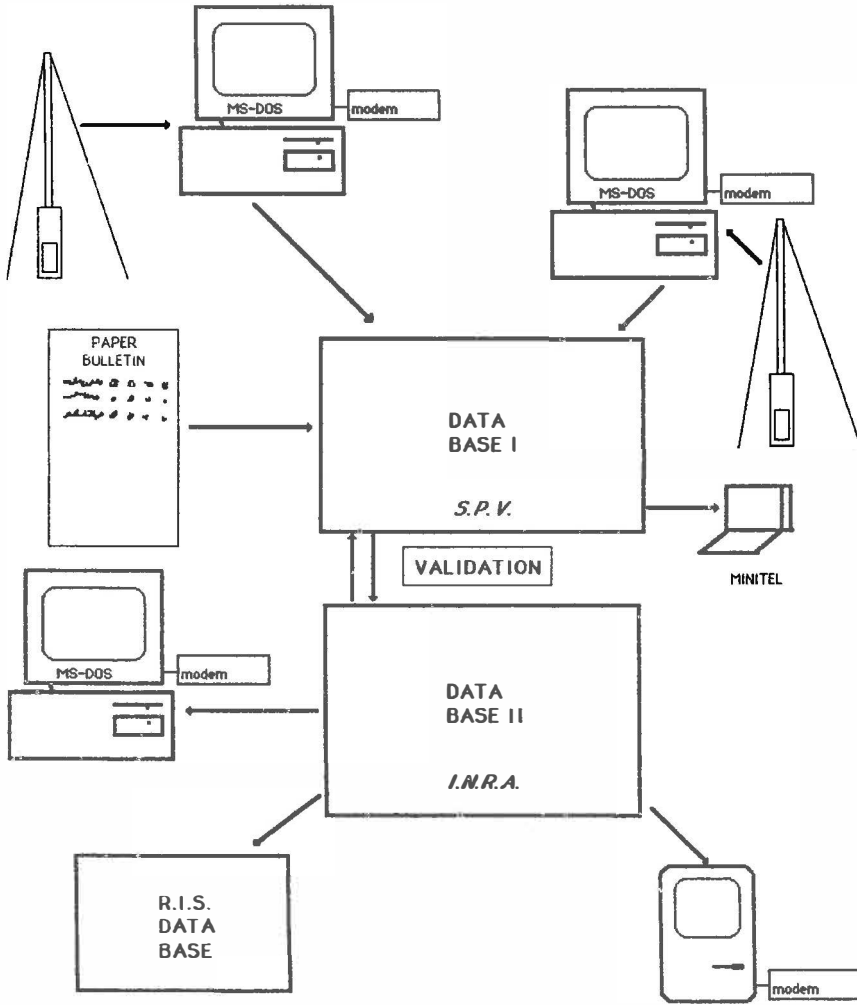 MS-DOS
modem
MS-DOS
modem
PAPER
BULLETIN
DATA
BASE I
S.P.V.
MINITEL
VALIDATION
MS-DOS
modem
DATA
BASE II
I.N.R.A.
R.I.S.
DATA
BASE
modem